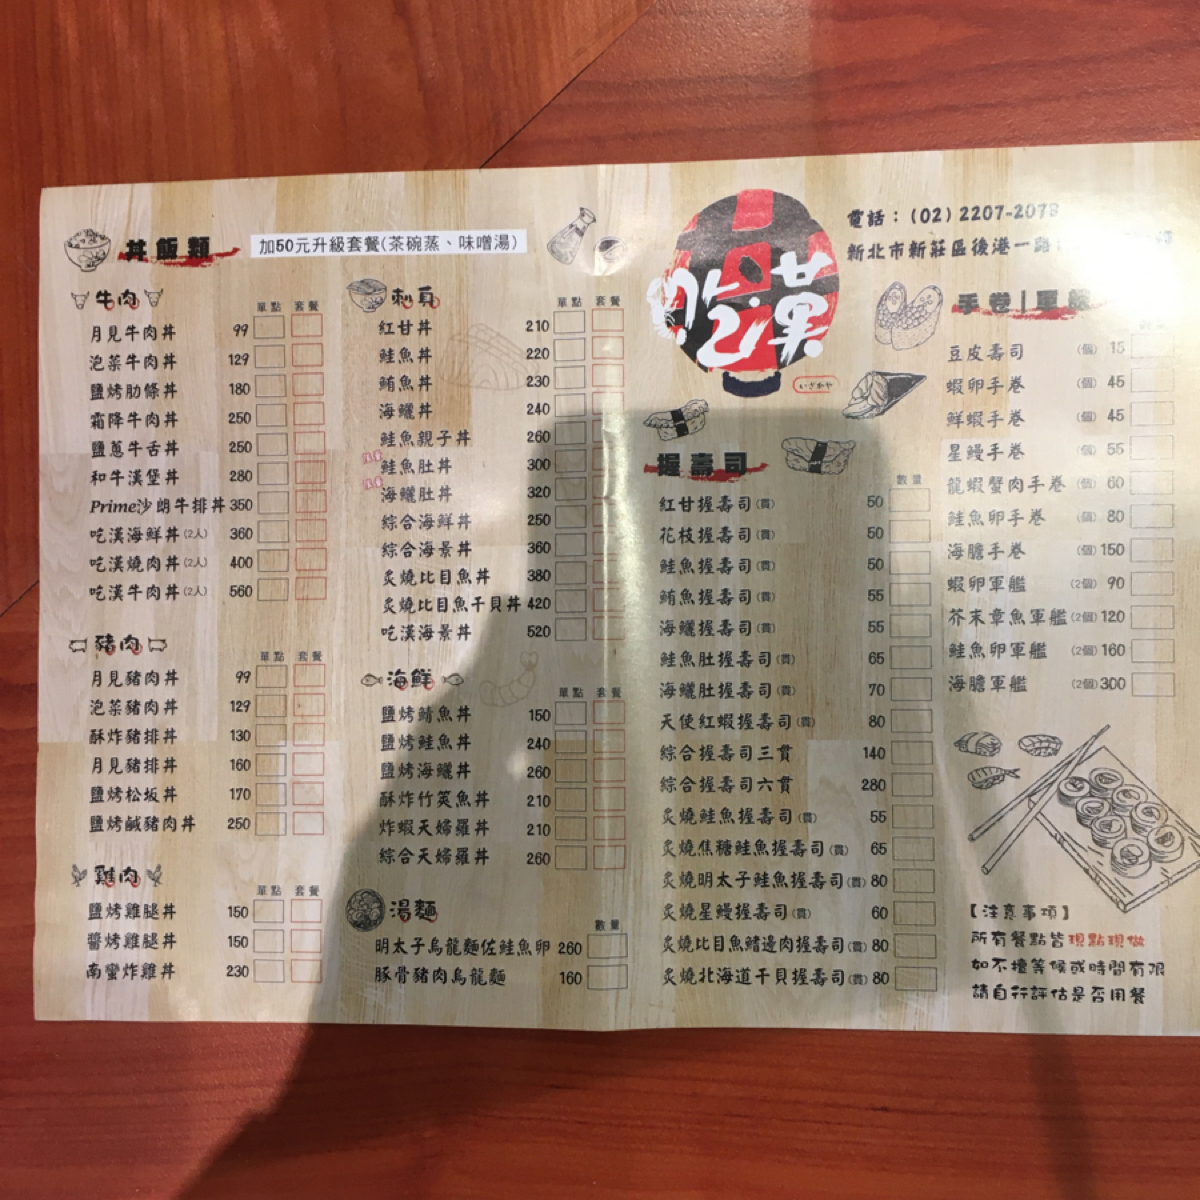 丼飯類
加50元升級套餐(茶碗蒸、味噌湯)
牛肉
單點 套餐
月見牛肉丼 99
泡菜牛肉丼 129
鹽烤肋條丼 180
霜降牛肉丼 250
鹽蔥牛舌丼 250
和牛漢堡丼 280
Prime沙朗牛排丼 350
吃漢海鮮丼(2人) 360
吃漢燒肉丼(2人) 400
吃漢牛肉丼(2人) 560
豬肉
單點 套餐
月見豬肉丼 99
泡菜豬肉丼 129
酥炸豬排丼 130
月見豬排丼 160
鹽烤松坂丼 170
鹽烤鹹豬肉丼 250
雞肉
單點 套餐
鹽烤雞腿丼 150
醬烤雞腿丼 150
南蠻炸雞丼 230
刺身
單點 套餐
紅甘丼 210
鮭魚丼 220
鮪魚丼 230
海鱺丼 240
鮭魚親子丼 260
鮭魚肚丼 300
海鱺肚丼 320
綜合海鮮丼 250
綜合海景丼 360
炙燒比目魚丼 380
炙燒比目魚干貝丼 420
吃漢海景丼 520
海鮮
單點 套餐
鹽烤鯖魚丼 150
鹽烤鮭魚丼 240
鹽烤海鱺丼 260
酥炸竹筴魚丼 210
炸蝦天婦羅丼 210
綜合天婦羅丼 260
湯麵
數量
明太子烏龍麵佐鮭魚卵 260
豚骨豬肉烏龍麵 160
吃漢
いざかや
握壽司
數量
紅甘握壽司(貫) 50
花枝握壽司(貫) 50
鮭魚握壽司(貫) 50
鮪魚握壽司(貫) 55
海鱺握壽司(貫) 55
鮭魚肚握壽司(貫) 65
海鱺肚握壽司(貫) 70
天使紅蝦握壽司(貫) 80
綜合握壽司三貫 140
綜合握壽司六貫 280
炙燒鮭魚握壽司(貫) 55
炙燒焦糖鮭魚握壽司(貫) 65
炙燒明太子鮭魚握壽司(貫) 80
炙燒星鰻握壽司(貫) 60
炙燒比目魚鰭邊肉握壽司(貫) 80
炙燒北海道干貝握壽司(貫) 80
電話：(02) 2207-207
新北市新莊區後港一路
手卷|軍艦
豆皮壽司 (個) 15
蝦卵手卷 (個) 45
鮮蝦手卷 (個) 45
星鰻手卷 (個) 55
龍蝦蟹肉手卷 (個) 60
鮭魚卵手卷 (個) 80
海膽手卷 (個) 150
蝦卵軍艦 (2個) 90
芥末章魚軍艦 (2個) 120
鮭魚卵軍艦 (2個) 160
海膽軍艦 (2個) 300
【注意事項】
所有餐點皆現點現做
如不擅等候或時間有限
請自行評估是否用餐